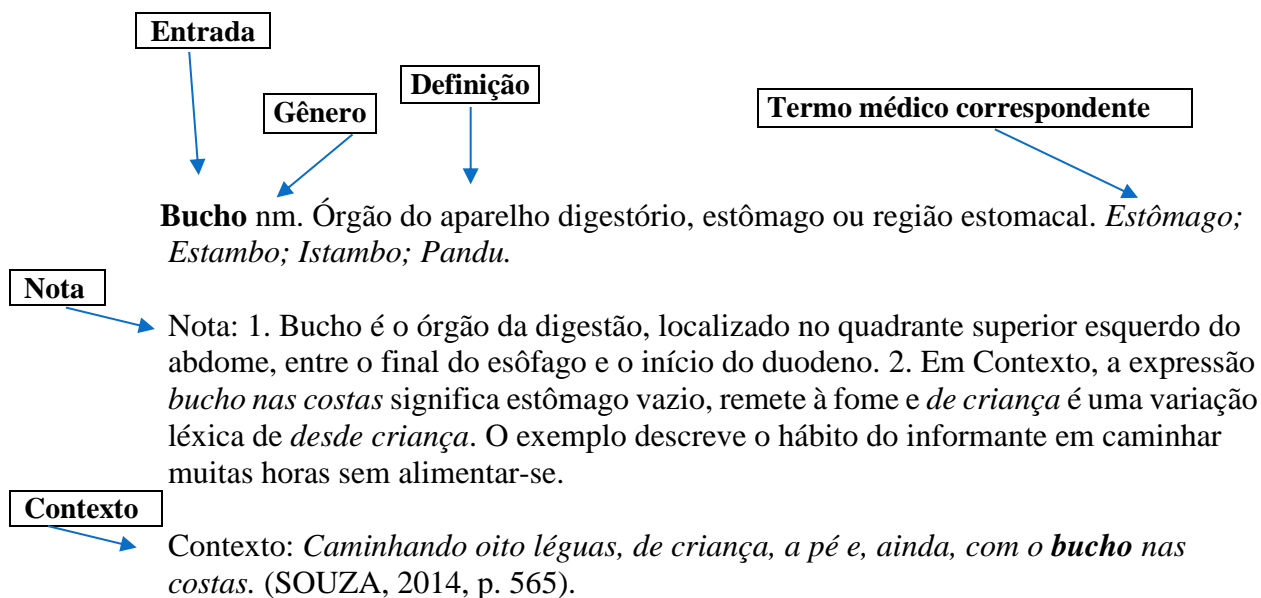 Entrada
Definição
Gênero
Termo médico correspondente
Bucho nm. Órgão do aparelho digestório, estômago ou região estomacal. Estômago;
Estambo; Istambo; Pandu.
Nota
Nota: 1. Bucho é o órgão da digestão, localizado no quadrante superior esquerdo do
abdome, entre o final do esôfago e o início do duodeno. 2. Em Contexto, a expressão
bucho nas costas significa estômago vazio, remete à fome e de criança é uma variação
léxica de desde criança. O exemplo descreve o hábito do informante em caminhar
muitas horas sem alimentar-se.
Contexto
Contexto: Caminhando oito léguas, de criança, a pé e, ainda, com o bucho nas
costas. (SOUZA, 2014, p. 565).